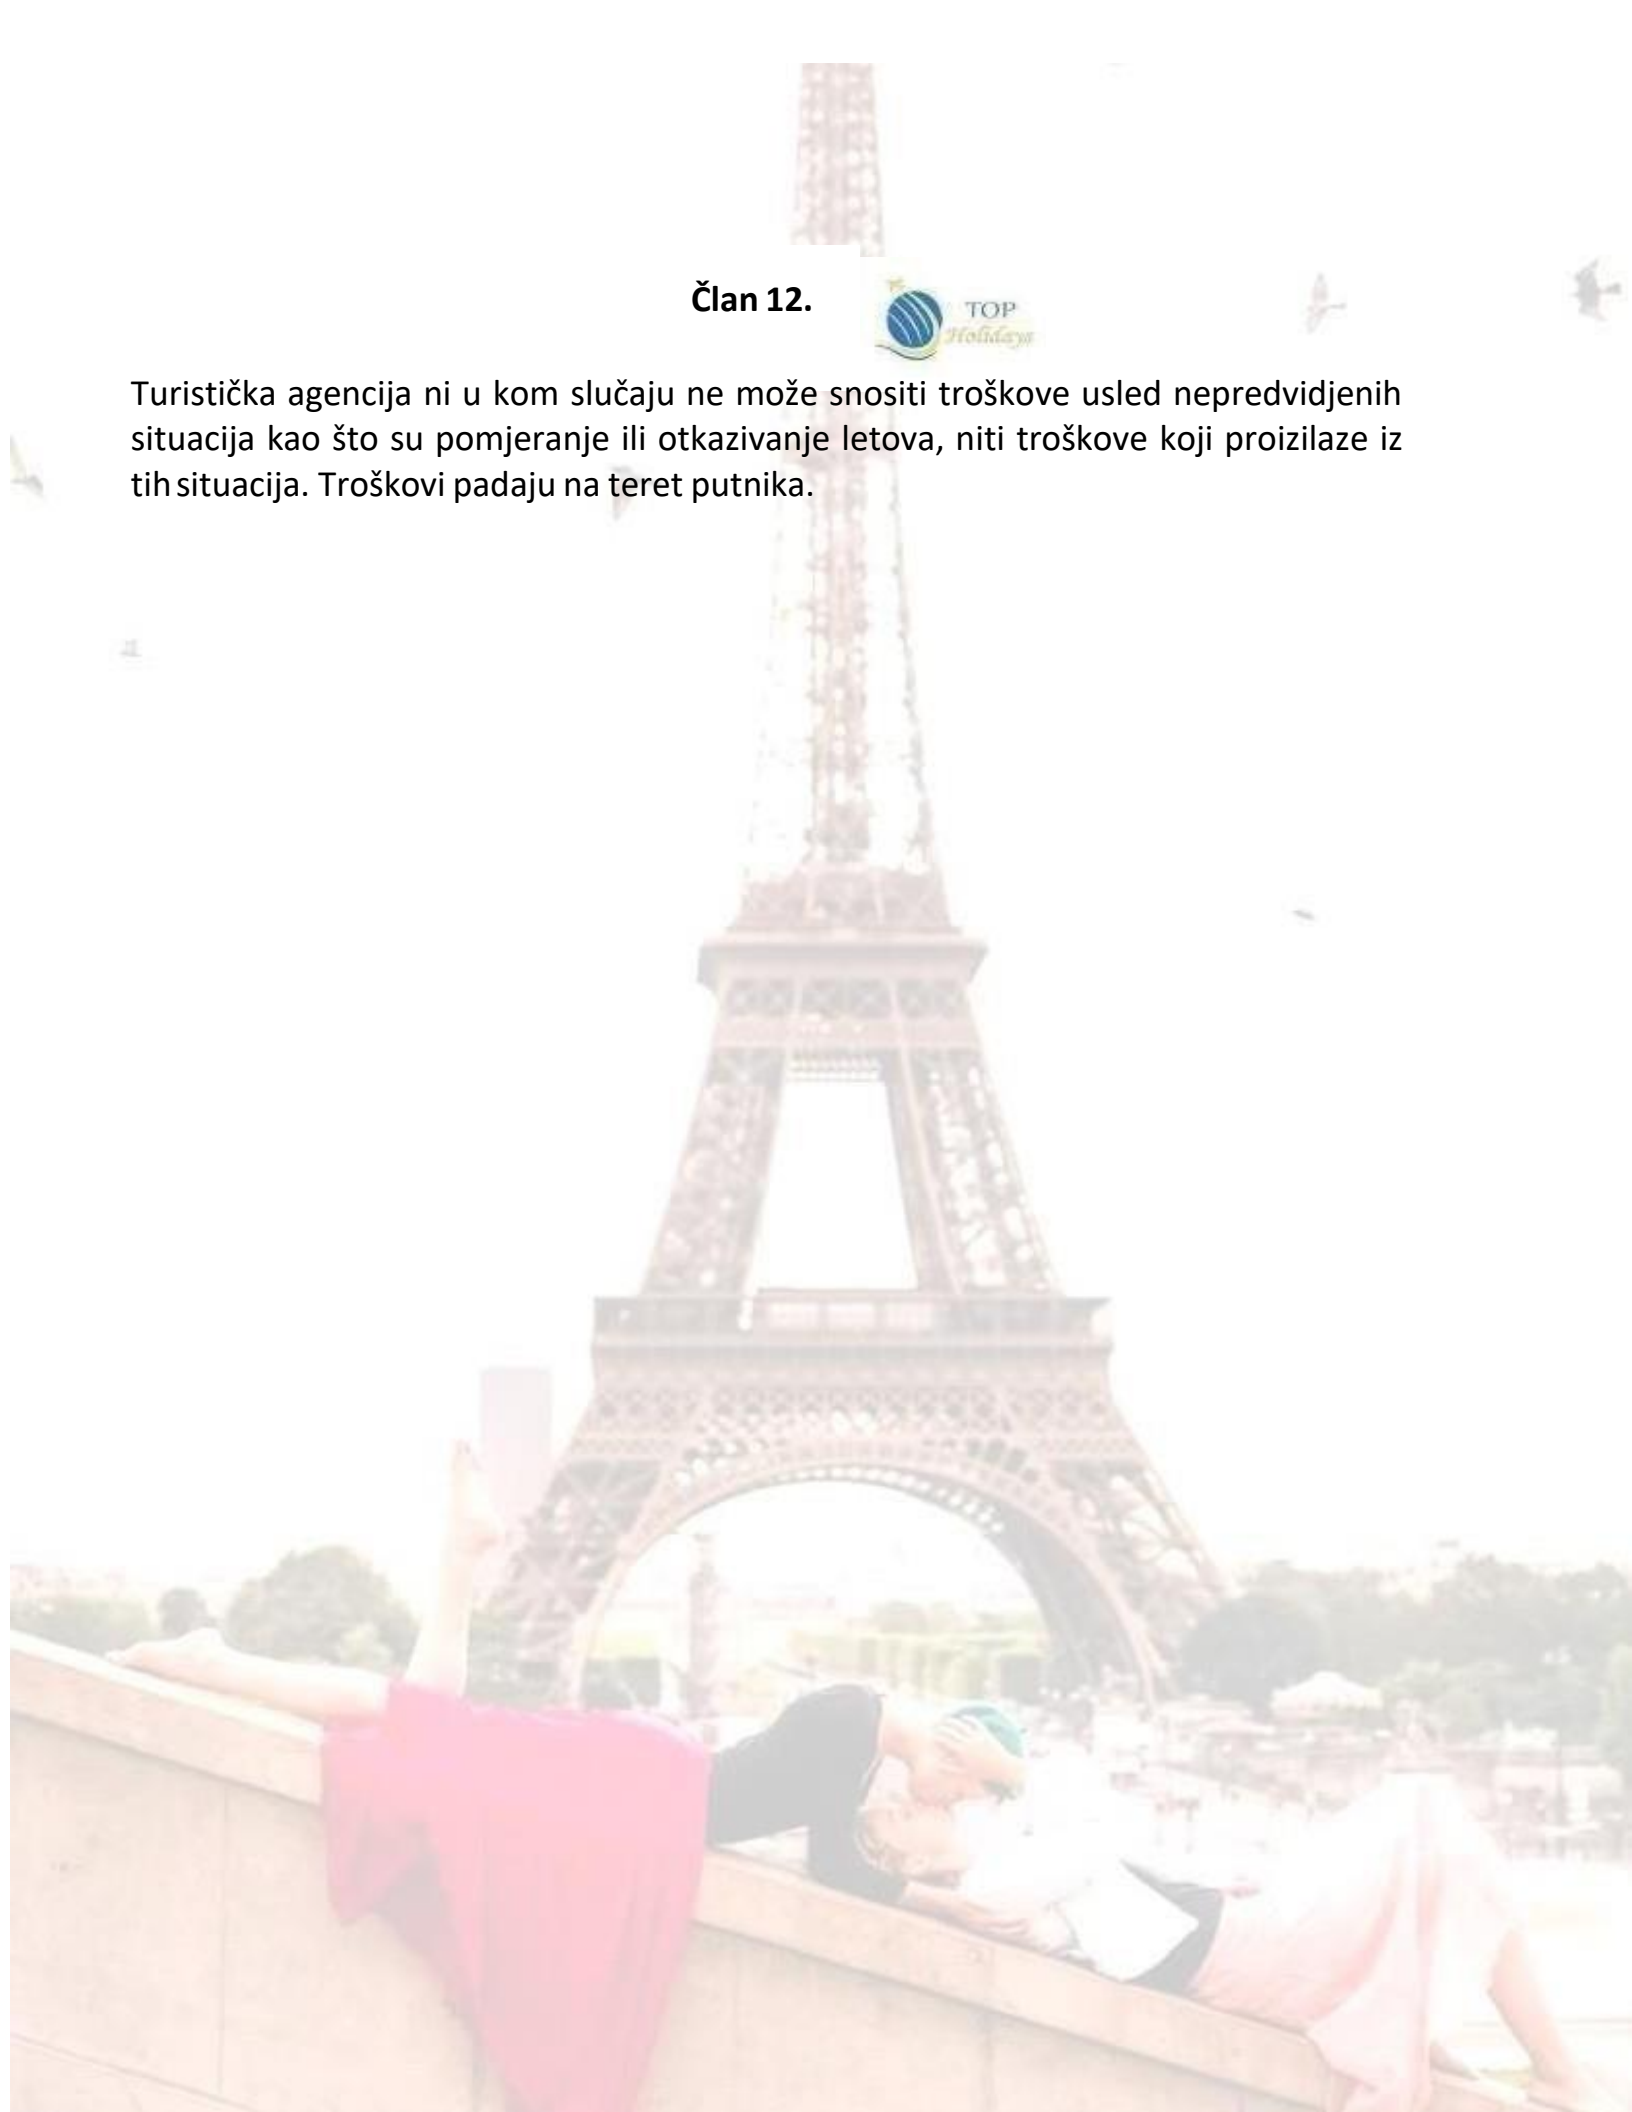 Član 12.
TOP
Holidays
Turistička agencija ni u kom slučaju ne može snositi troškove usled nepredvidjenih
situacija kao što su pomjeranje ili otkazivanje letova, niti troškove koji proizilaze iz
tih situacija. Troškovi padaju na teret putnika.